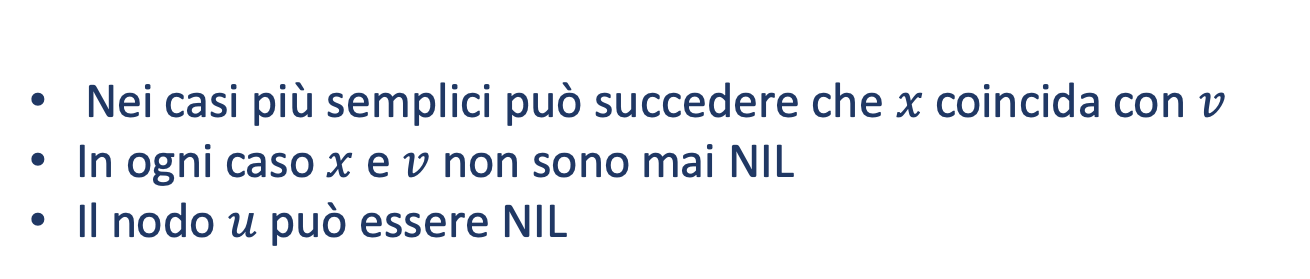 • Nei casi più semplici può succedere che x coincida con v
• In ogni caso x e v non sono mai NIL
• Il nodo u può essere NIL